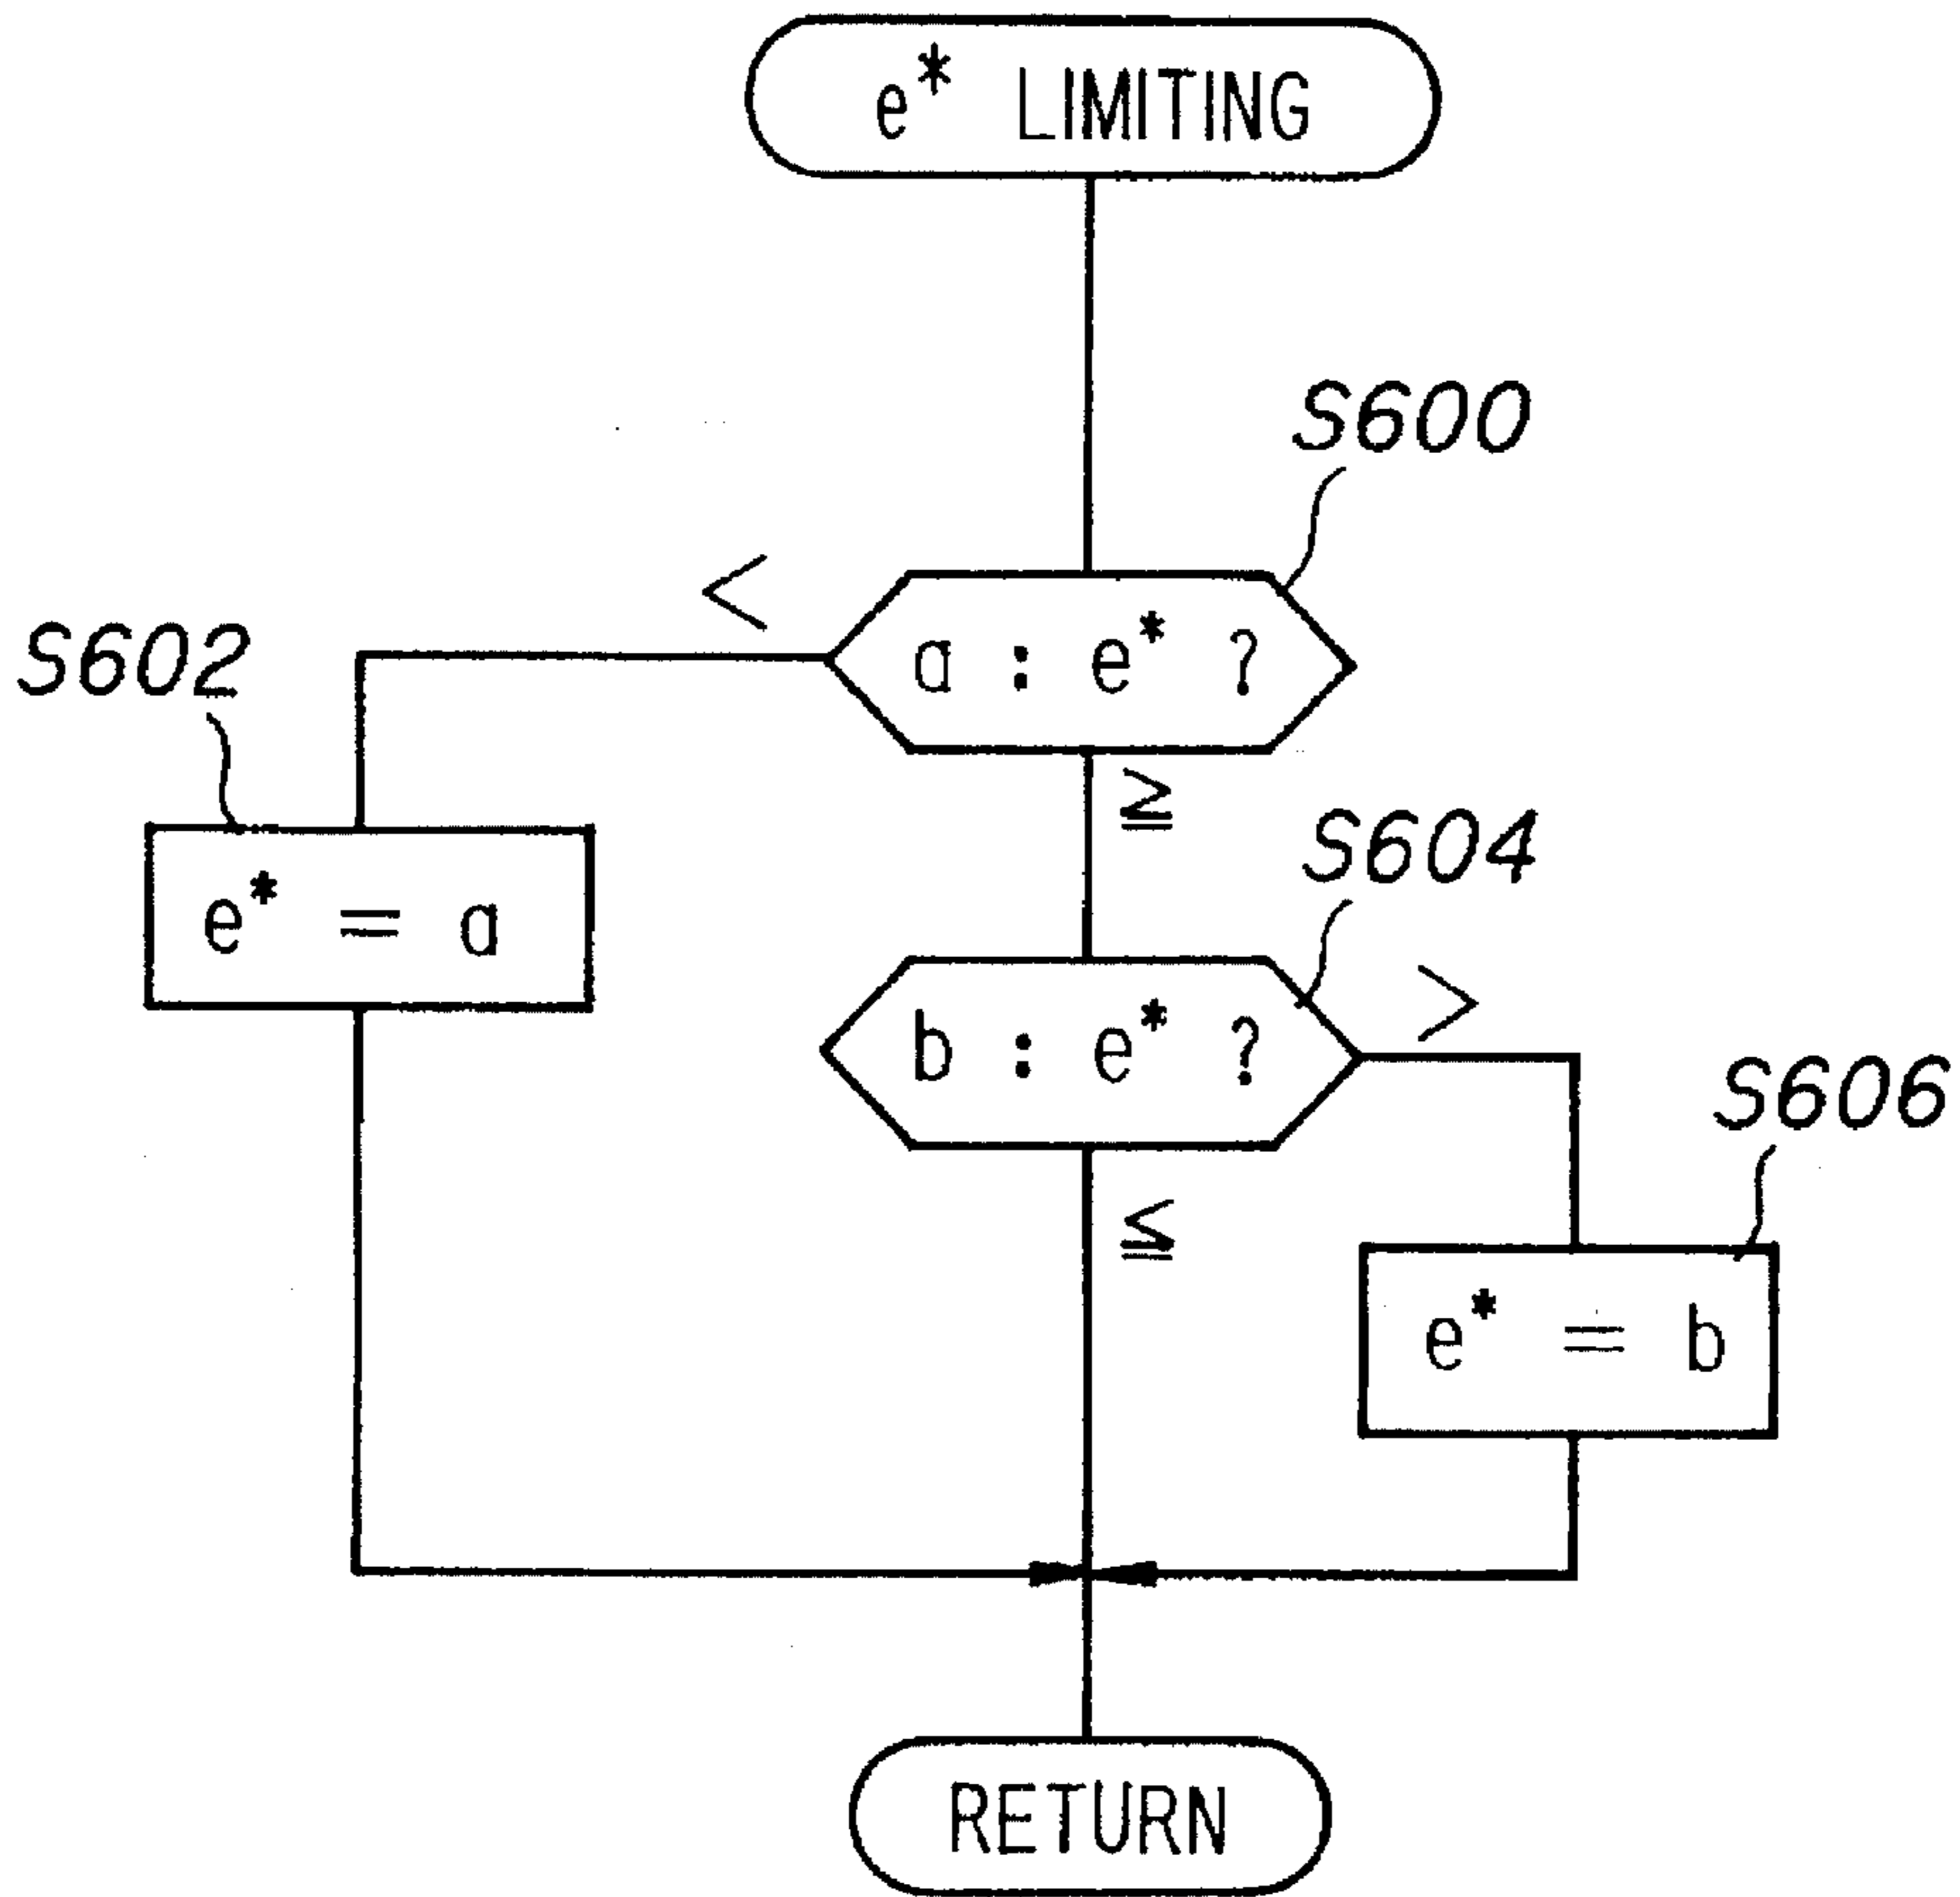 e* LIMITING
S600
<
a : e* ?
S602
≧
e* = a
S604
>
b : e* ?
S606
≦
e* = b
RETURN